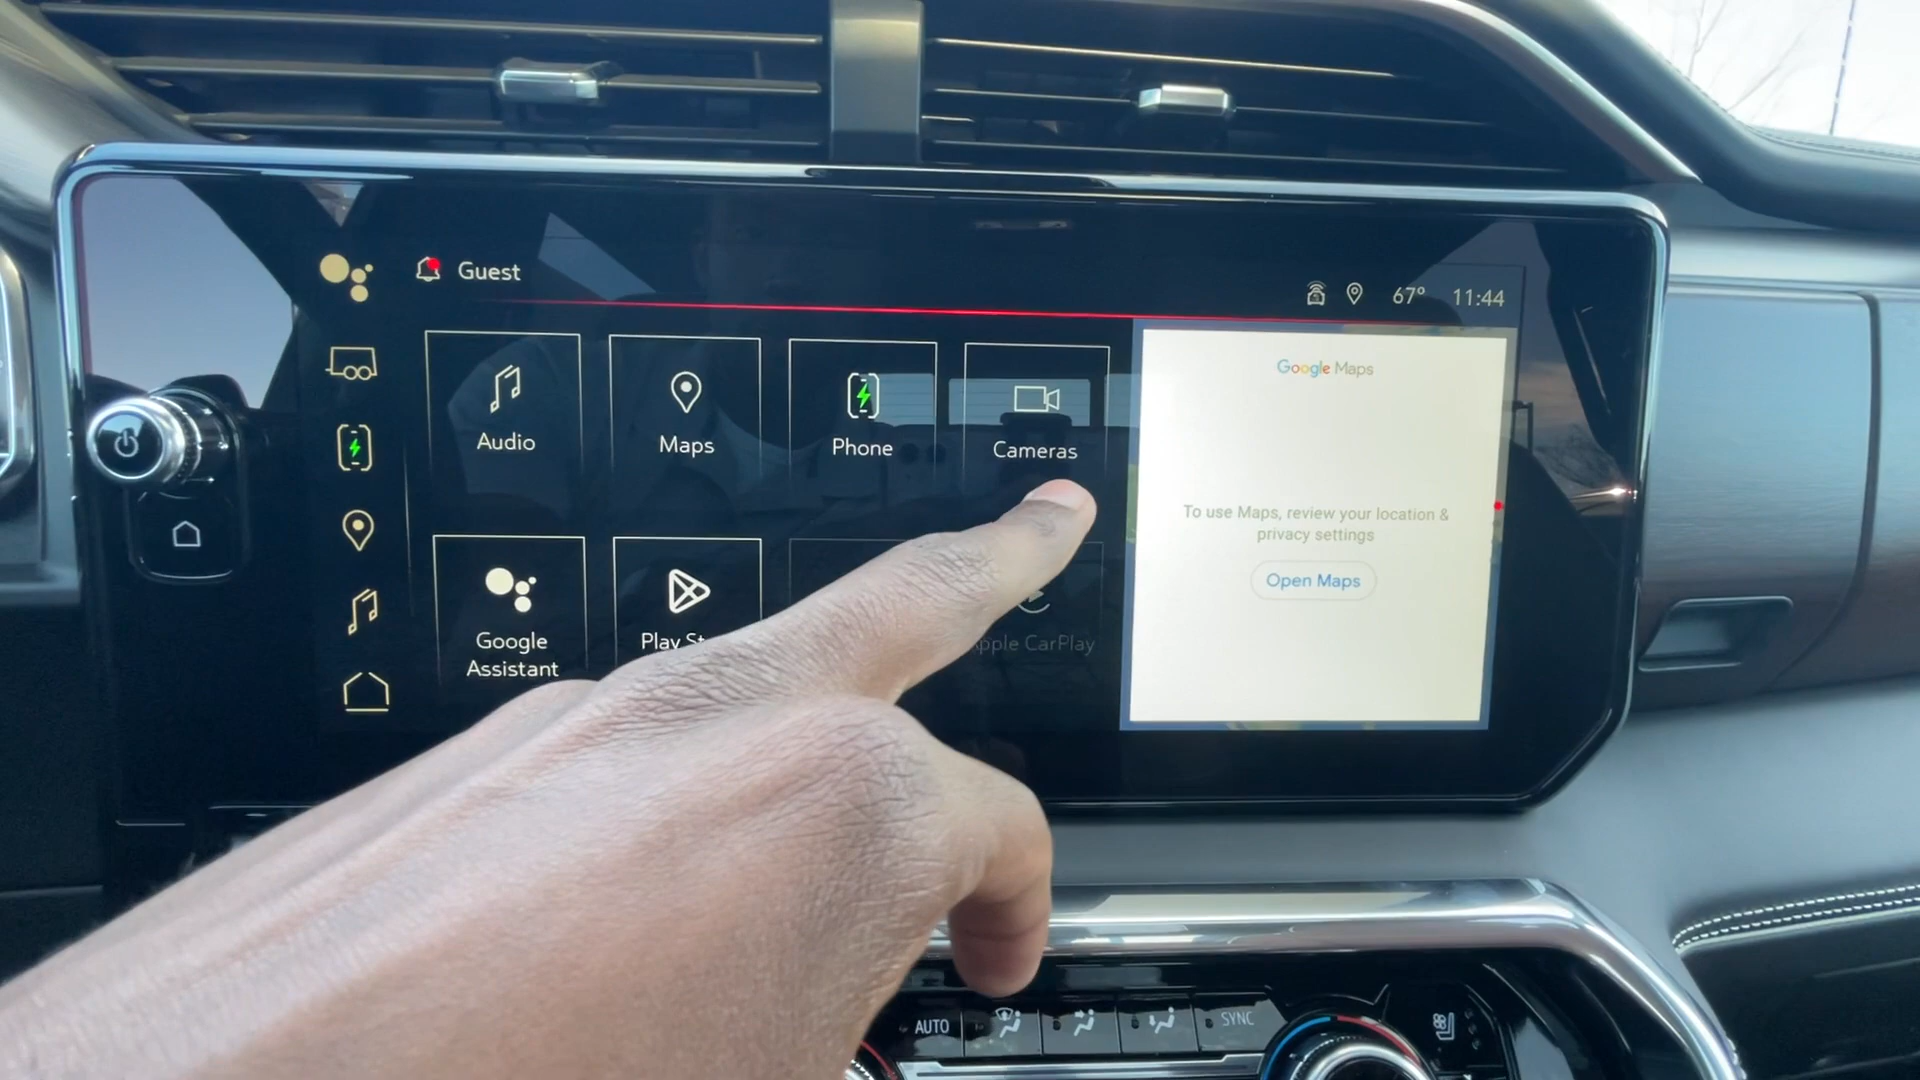 Guest
67° 11:44
Audio
Maps
Phone
Cameras
Google
Assistant
Play
Apple CarPlay
Google Maps
To use Maps, review your location &
privacy settings
Open Maps
AUTO
SYNC